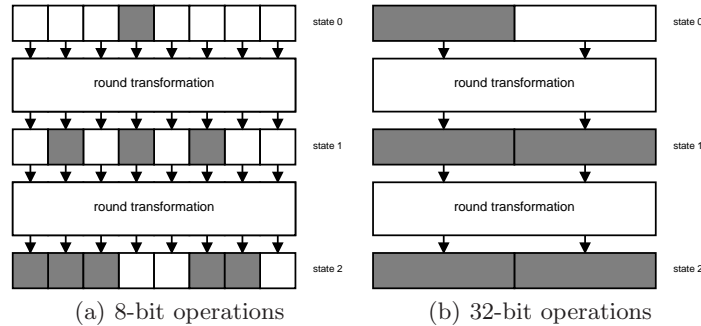 state 0
round transformation
state 1
round transformation
state 2
(a) 8-bit operations
state 0
round transformation
state 1
round transformation
state 2
(b) 32-bit operations